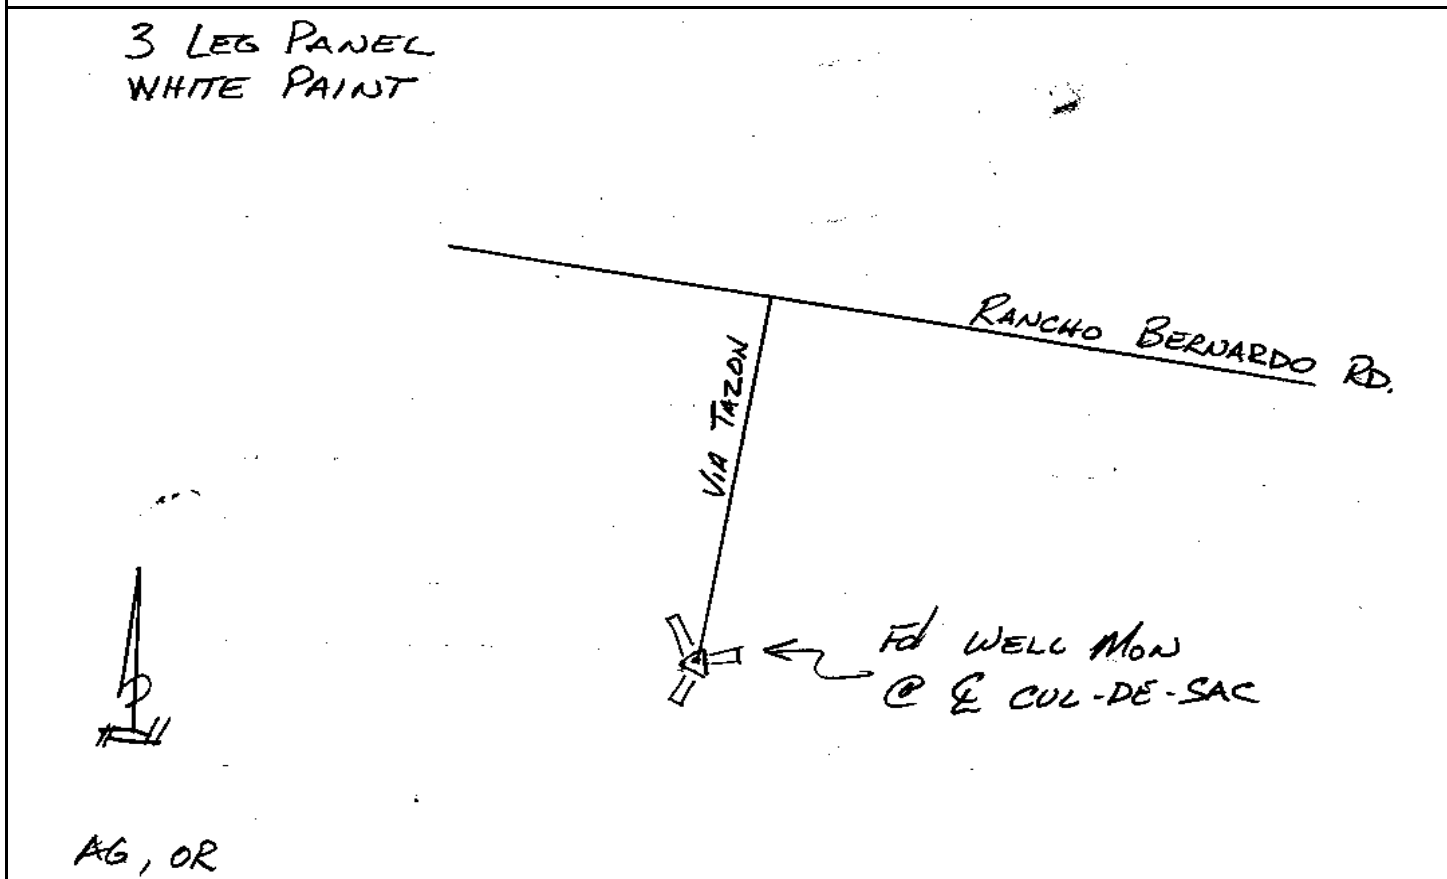 3 LEG PANEL
WHITE PAINT
RANCHO BERNARDO RD.
VIA TAZON
Fd WELL MON
@ ℄ CUL-DE-SAC
AG, OR